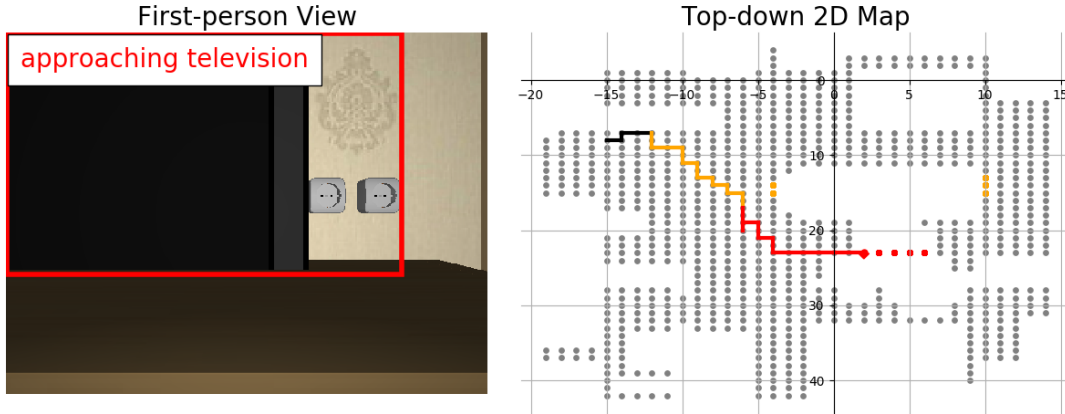 First-person View
approaching television
Top-down 2D Map
−20 −15 −10 −5 0 5 10 15
0
10
20
30
40